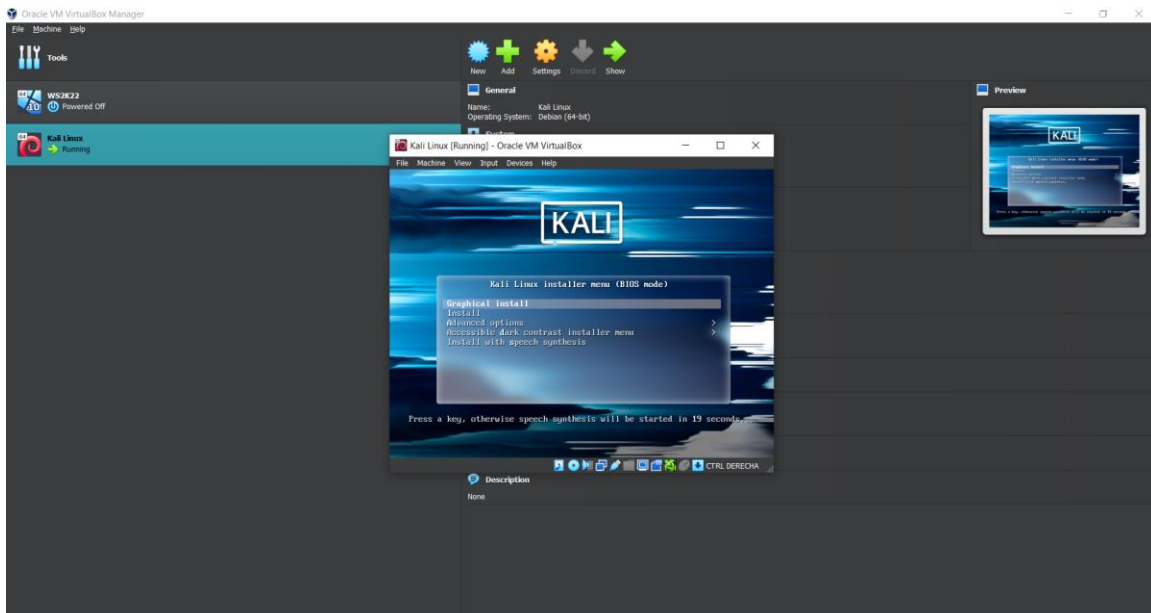 Oracle VM VirtualBox Manager
File Machine Help
Tools
New Add Settings Discard Show
WS2K22
Powered Off
Kali Linux
Running
General
Name: Kali Linux
Operating System: Debian (64-bit)
System
Preview
KALI
Kali Linux [Running] - Oracle VM VirtualBox
File Machine View Input Devices Help
KALI
Kali Linux installer menu (BIOS mode)
Graphical install
Install
Advanced options >
Accessible dark contrast installer menu >
Install with speech synthesis
Press a key, otherwise speech synthesis will be started in 19 seconds...
CTRL DERECHA
Description
None